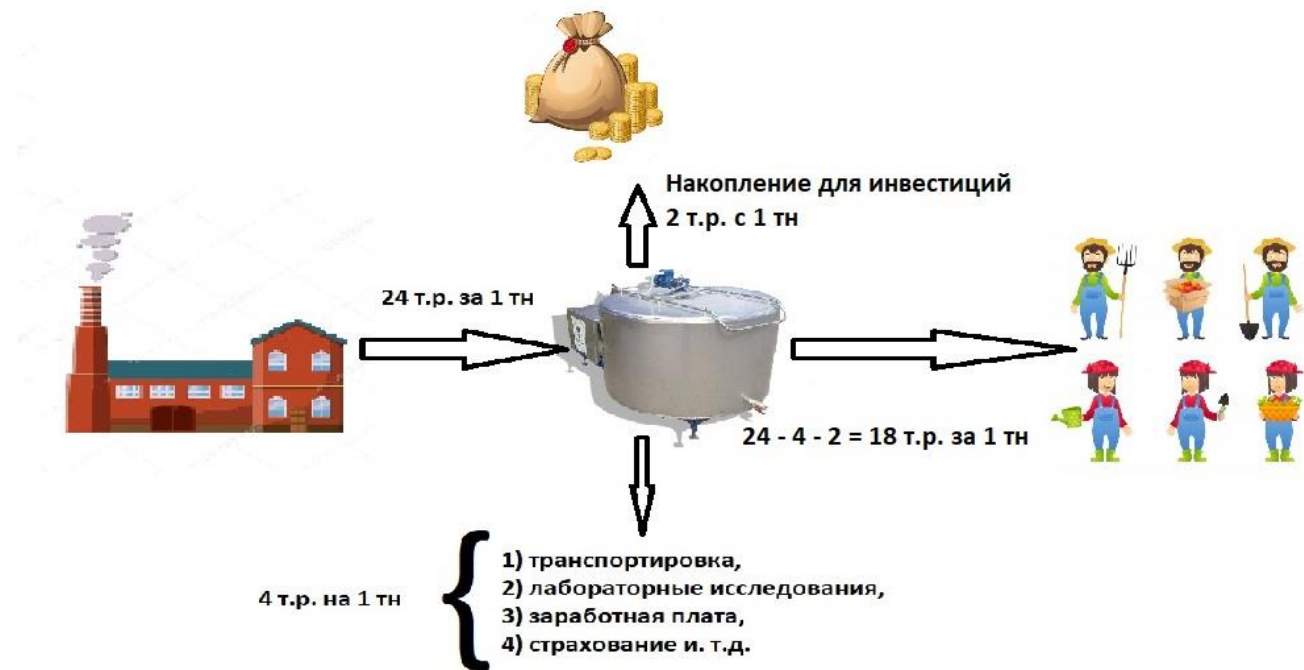 Накопление для инвестиций
2 т.р. с 1 тн
24 т.р. за 1 тн
24 - 4 - 2 = 18 т.р. за 1 тн
4 т.р. на 1 тн
1) транспортировка,
2) лабораторные исследования,
3) заработная плата,
4) страхование и. т.д.